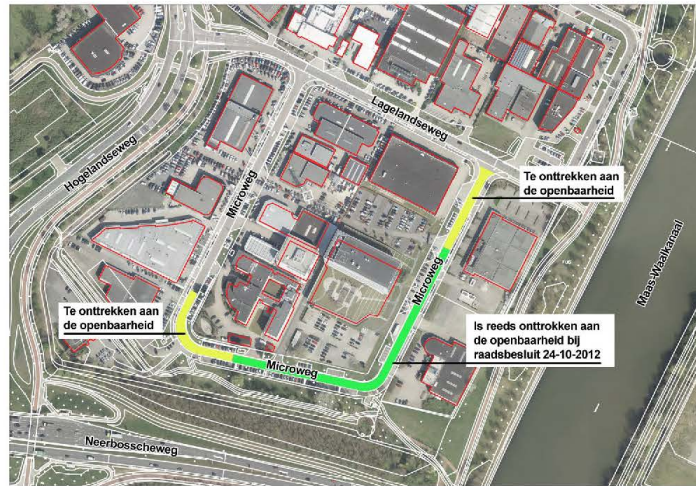 Lagelandseweg
Te onttrekken aan
de openbaarheid
Hogelandseweg
Microweg
Maas-Waalkanaal
Microweg
Te onttrekken aan
de openbaarheid
Is reeds onttrokken aan
de openbaarheid bij
raadsbesluit 24-10-2012
Microweg
Neerbosscheweg